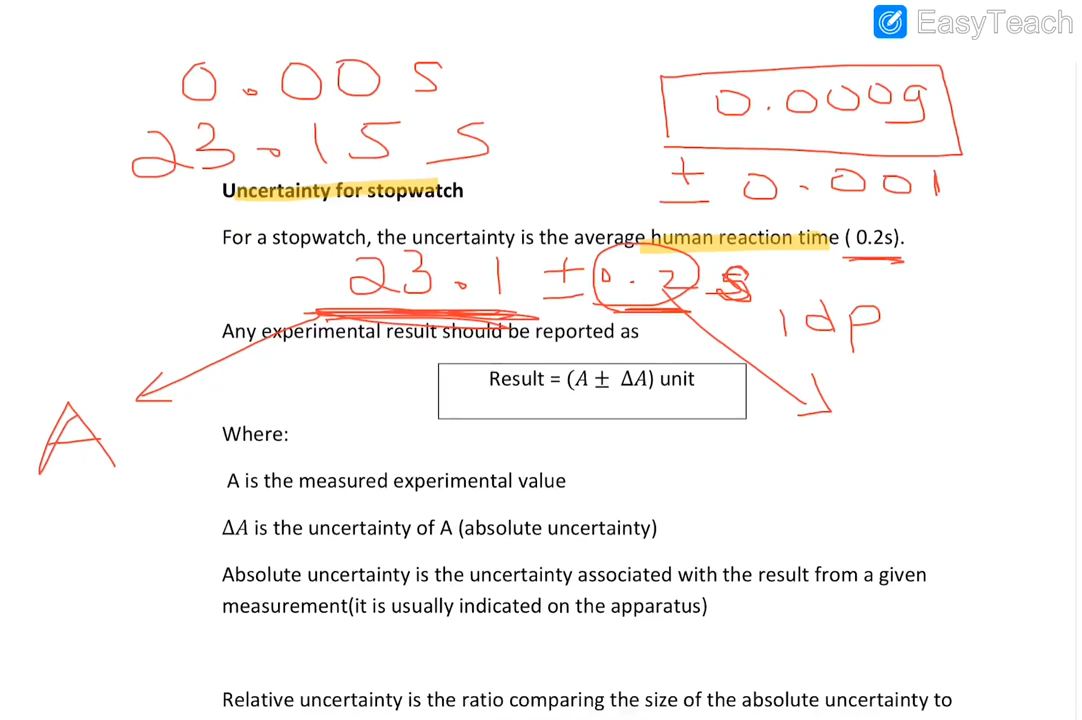 EasyTeach
0.00 s
0.000g
23.15 s
± 0.001
Uncertainty for stopwatch
For a stopwatch, the uncertainty is the average human reaction time ( 0.2s).
23.1 ± 0.2 s
1 dp
Any experimental result should be reported as
Result = (A ± ΔA) unit
A
Where:
A is the measured experimental value
ΔA is the uncertainty of A (absolute uncertainty)
Absolute uncertainty is the uncertainty associated with the result from a given
measurement(it is usually indicated on the apparatus)
Relative uncertainty is the ratio comparing the size of the absolute uncertainty to